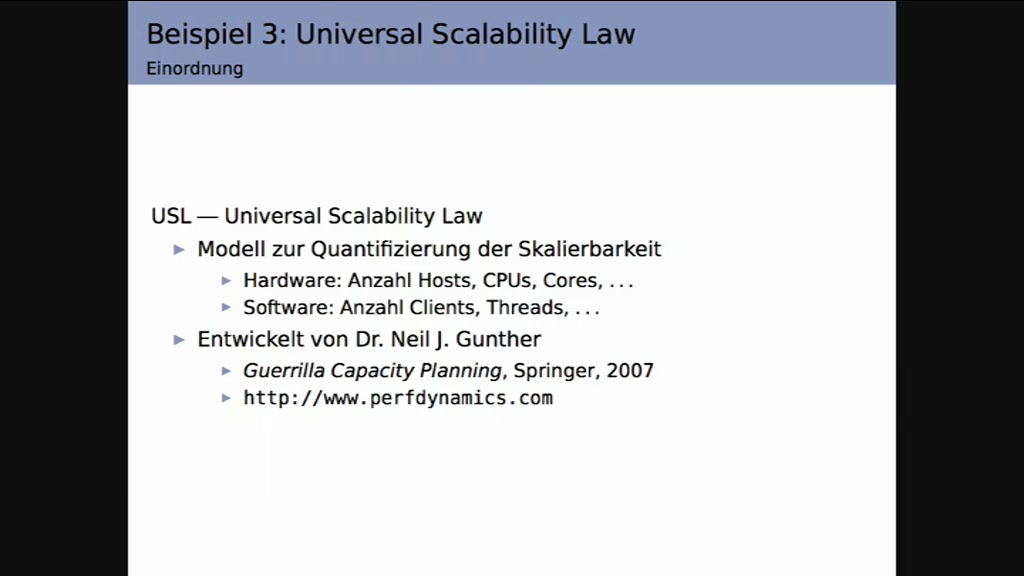 Beispiel 3: Universal Scalability Law
Einordnung
USL — Universal Scalability Law
Modell zur Quantifizierung der Skalierbarkeit
Hardware: Anzahl Hosts, CPUs, Cores, ...
Software: Anzahl Clients, Threads, ...
Entwickelt von Dr. Neil J. Gunther
Guerrilla Capacity Planning, Springer, 2007
http://www.perfdynamics.com